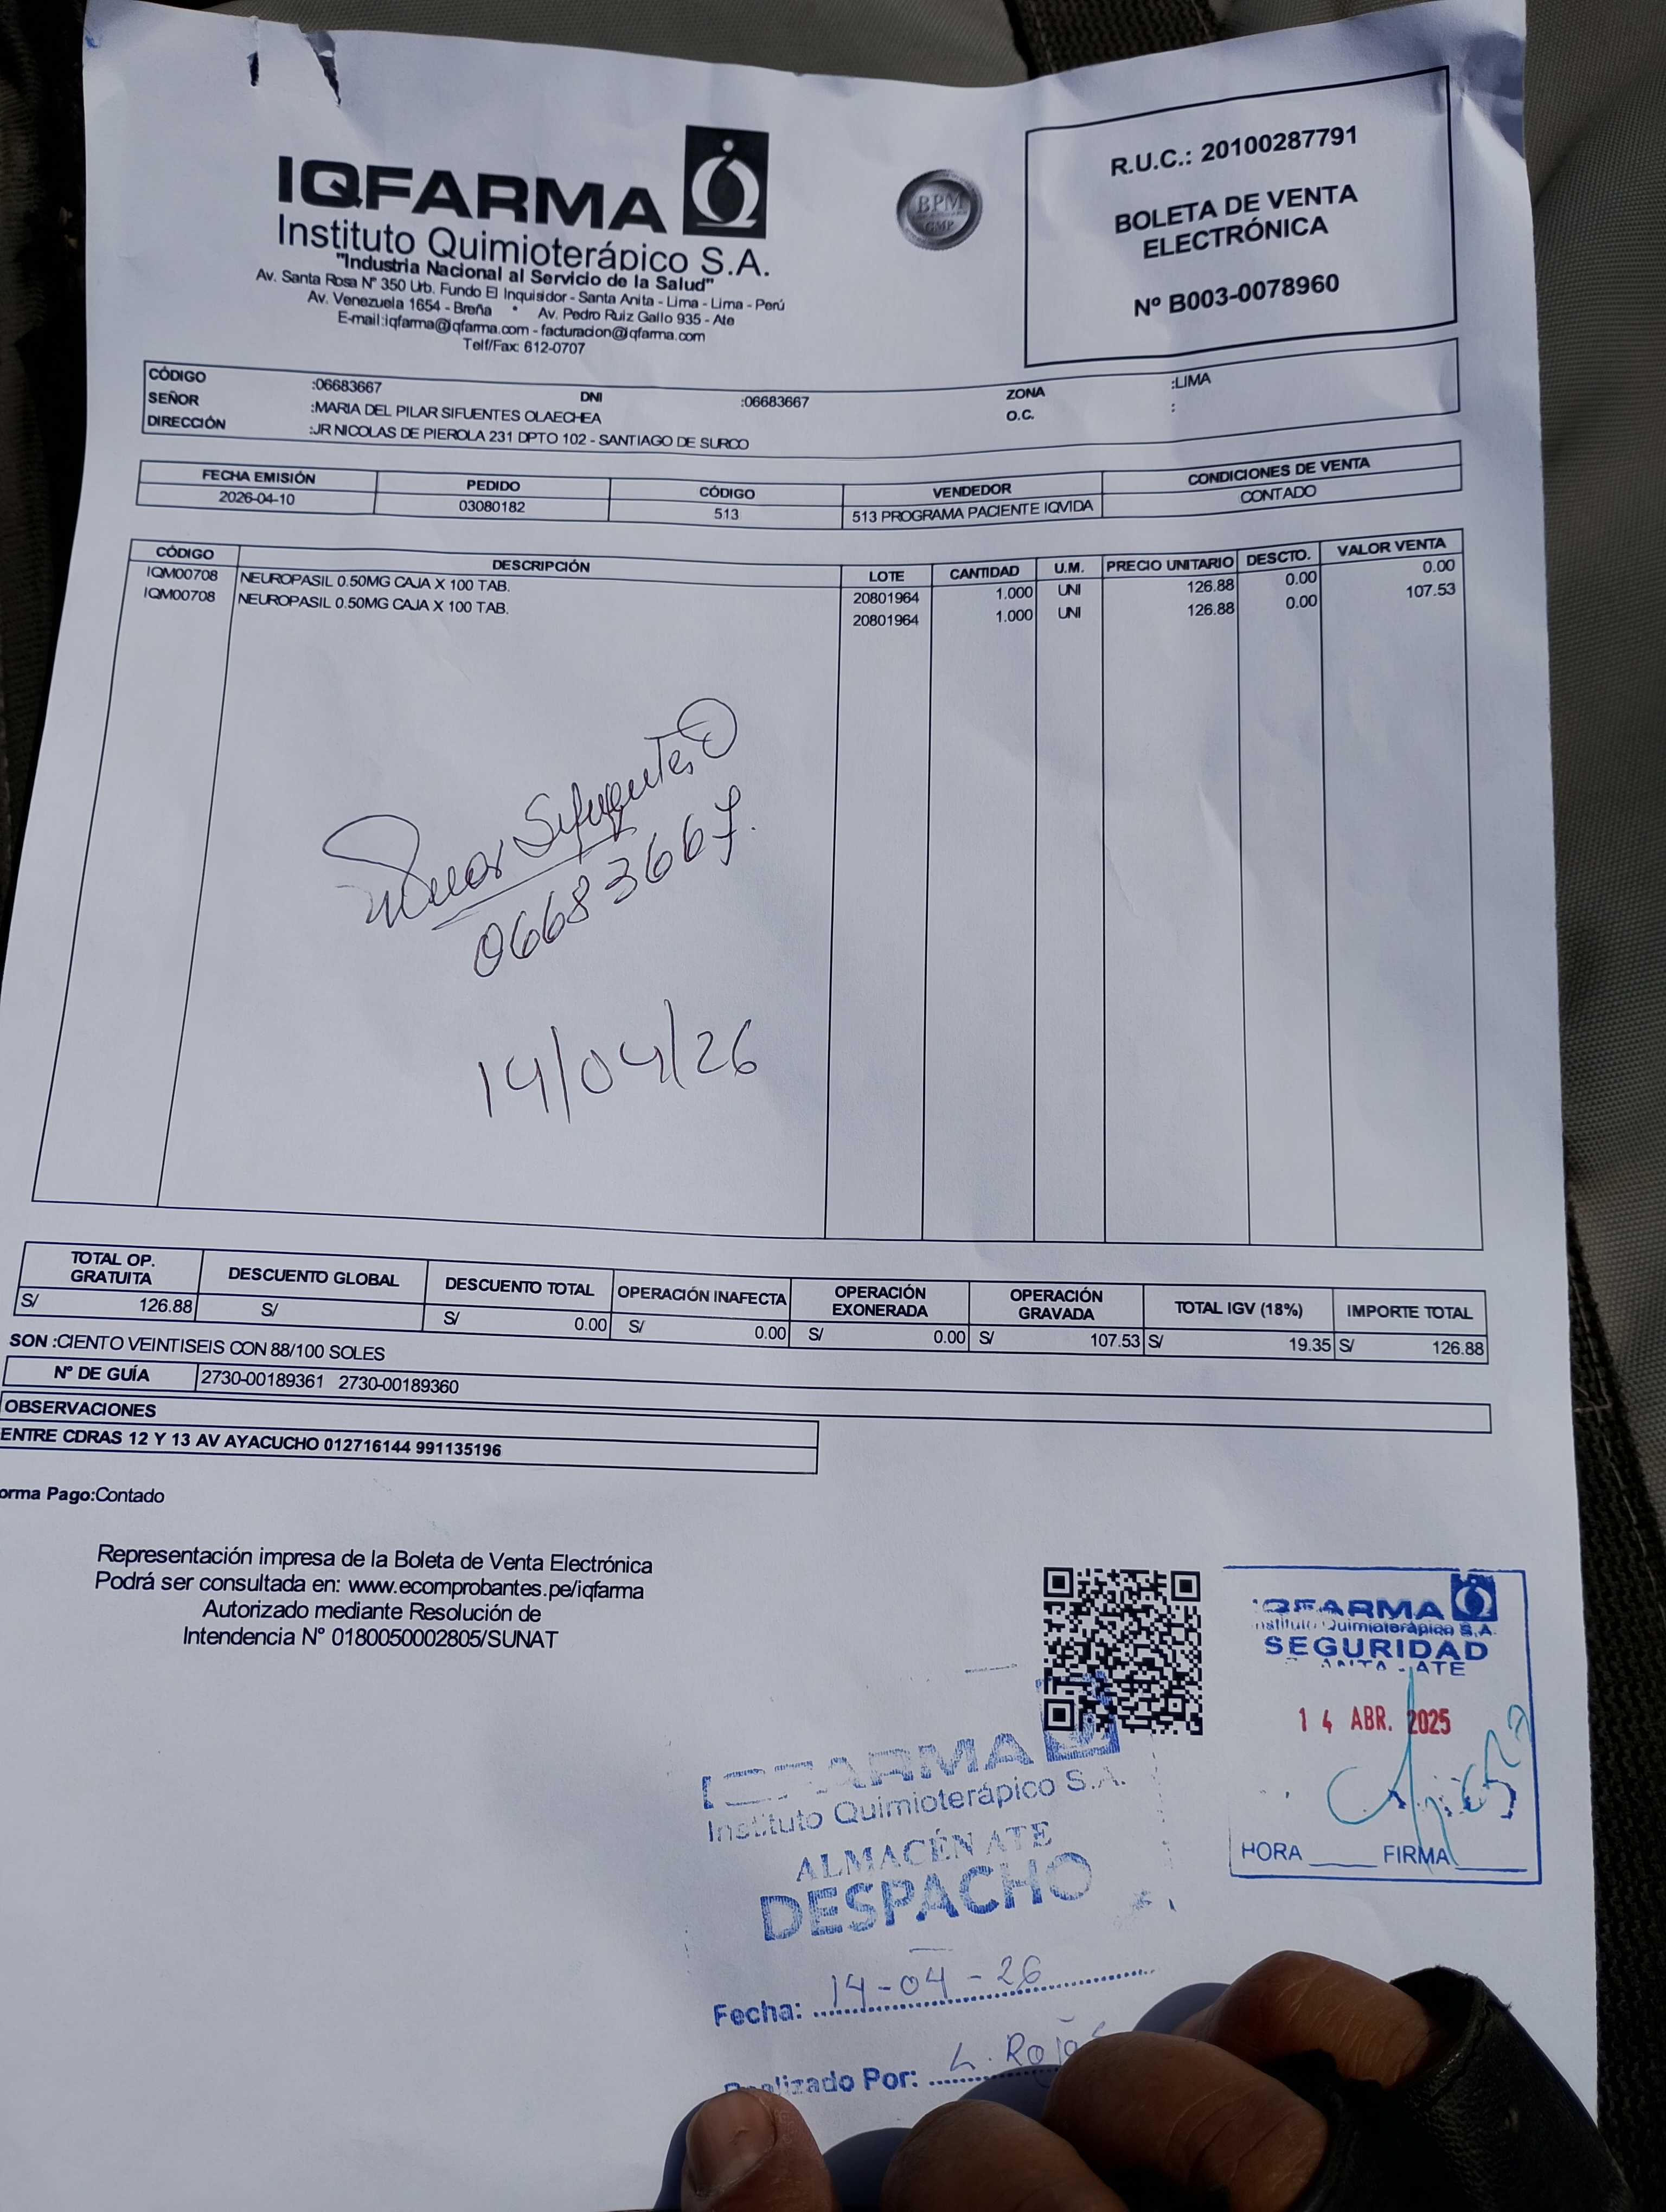 IQFARMA
Instituto Quimioterápico S.A.
"Industria Nacional al Servicio de la Salud"
Av. Santa Rosa N° 350 Urb. Fundo El Inquisidor - Santa Anita - Lima - Lima - Perú
Av. Venezuela 1654 - Breña * Av. Pedro Ruiz Gallo 935 - Ate
E-mail:iqfarma@iqfarma.com - facturacion@iqfarma.com
Telf/Fax: 612-0707
BPM
GMP
R.U.C.: 20100287791
BOLETA DE VENTA
ELECTRÓNICA
Nº B003-0078960
CÓDIGO :06683667 DNI :06683667 ZONA :LIMA
SEÑOR :MARIA DEL PILAR SIFUENTES OLAECHEA O.C. :
DIRECCIÓN :JR NICOLAS DE PIEROLA 231 DPTO 102 - SANTIAGO DE SURCO
FECHA EMISIÓN PEDIDO CÓDIGO VENDEDOR CONDICIONES DE VENTA
2026-04-10 03080182 513 513 PROGRAMA PACIENTE IQVIDA CONTADO
CÓDIGO DESCRIPCIÓN LOTE CANTIDAD U.M. PRECIO UNITARIO DESCTO. VALOR VENTA
IQM00708 NEUROPASIL 0.50MG CAJA X 100 TAB. 20801964 1.000 UNI 126.88 0.00 0.00
IQM00708 NEUROPASIL 0.50MG CAJA X 100 TAB. 20801964 1.000 UNI 126.88 0.00 107.53
Sifuentes
06683667.
14/04/26
TOTAL OP. GRATUITA DESCUENTO GLOBAL DESCUENTO TOTAL OPERACIÓN INAFECTA OPERACIÓN EXONERADA OPERACIÓN GRAVADA TOTAL IGV (18%) IMPORTE TOTAL
S/ 126.88 S/ S/ 0.00 S/ 0.00 S/ 0.00 S/ 107.53 S/ 19.35 S/ 126.88
SON :CIENTO VEINTISEIS CON 88/100 SOLES
N° DE GUÍA 2730-00189361 2730-00189360
OBSERVACIONES
ENTRE CDRAS 12 Y 13 AV AYACUCHO 012716144 991135196
orma Pago:Contado
Representación impresa de la Boleta de Venta Electrónica
Podrá ser consultada en: www.ecomprobantes.pe/iqfarma
Autorizado mediante Resolución de
Intendencia N° 0180050002805/SUNAT
IQFARMA
Instituto Quimioterápico S.A.
SEGURIDAD
ATE
14 ABR. 2025
HORA FIRMA
IQFARMA
Instituto Quimioterápico S.A.
ALMACÉN ATE
DESPACHO
Fecha: 14-04-26
Realizado Por: L. Rojas